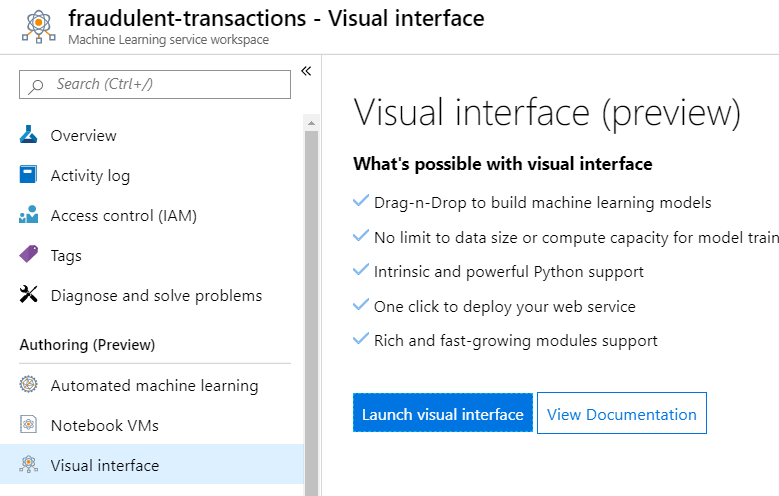 fraudulent-transactions - Visual interface
Machine Learning service workspace
Search (Ctrl+/)
«
Overview
Activity log
Access control (IAM)
Tags
Diagnose and solve problems
Authoring (Preview)
Automated machine learning
Notebook VMs
Visual interface
Visual interface (preview)
What's possible with visual interface
Drag-n-Drop to build machine learning models
No limit to data size or compute capacity for model train
Intrinsic and powerful Python support
One click to deploy your web service
Rich and fast-growing modules support
Launch visual interface
View Documentation